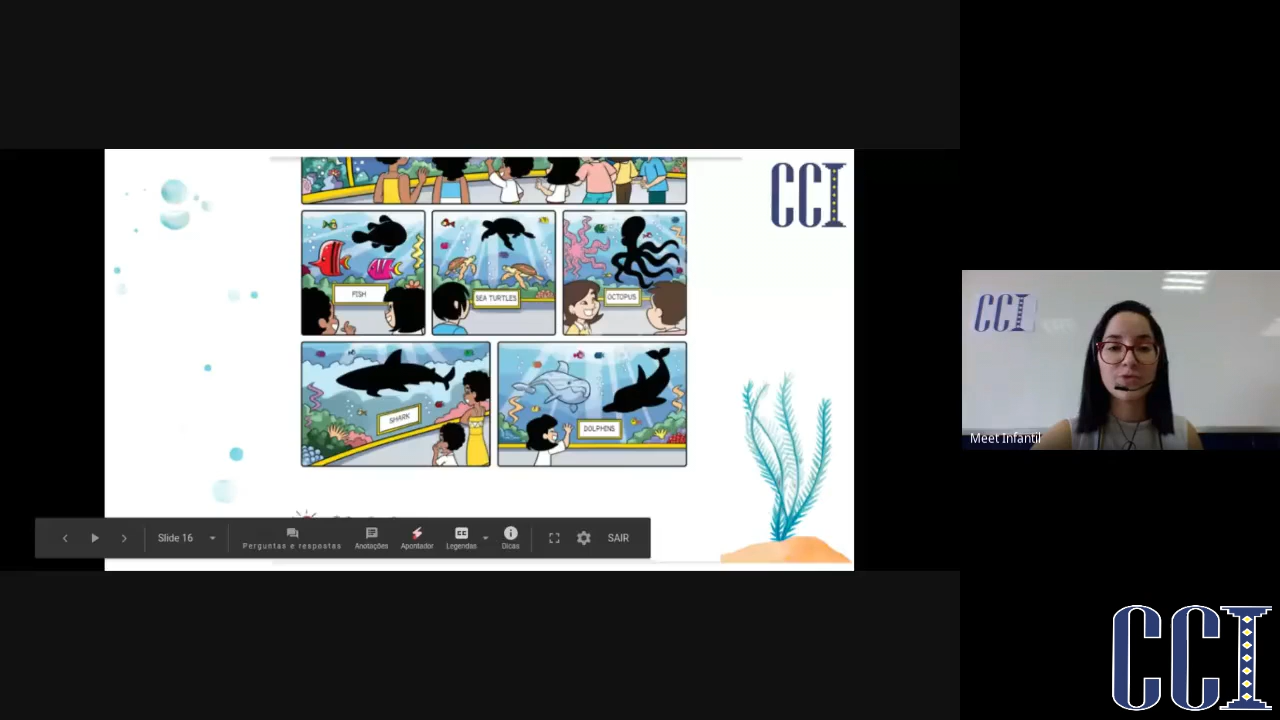 CCI
FISH
SEA TURTLES
OCTOPUS
SHARK
DOLPHINS
CCI
Meet Infantil
Slide 16
Perguntas e respostas
Anotações
Apontador
CC
Legendas
Dicas
SAIR
CCI